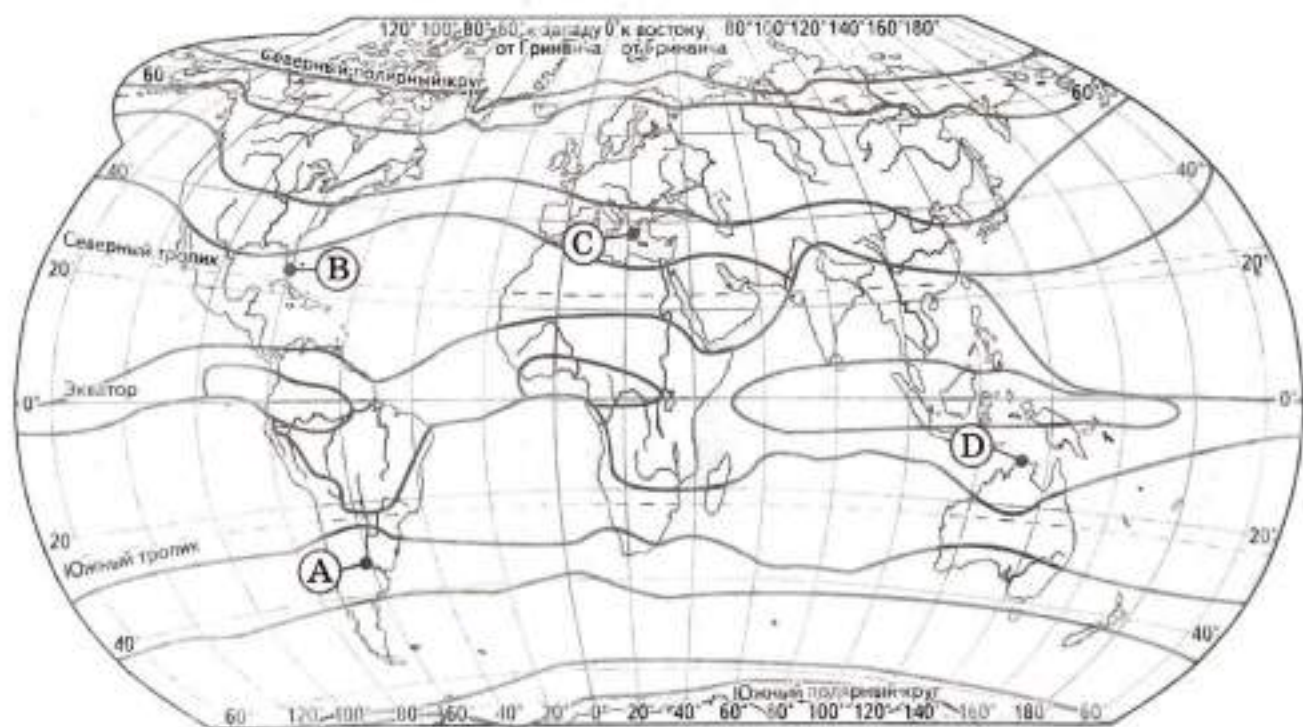 120° 100° 80° 60° к западу 0° к востоку 80° 100° 120° 140° 160° 180°
от Гринвича от Гринвича
Северный полярный круг
60
60°
40
40°
C
Северный тропик
B
20
20°
Экватор
0°
0°
D
20
20°
Южный тропик
A
40
40°
Южный полярный круг
60° 120° 100° 80° 60° 40° 20° 0° 20° 40° 60° 80° 100° 120° 140° 160° 180 60°